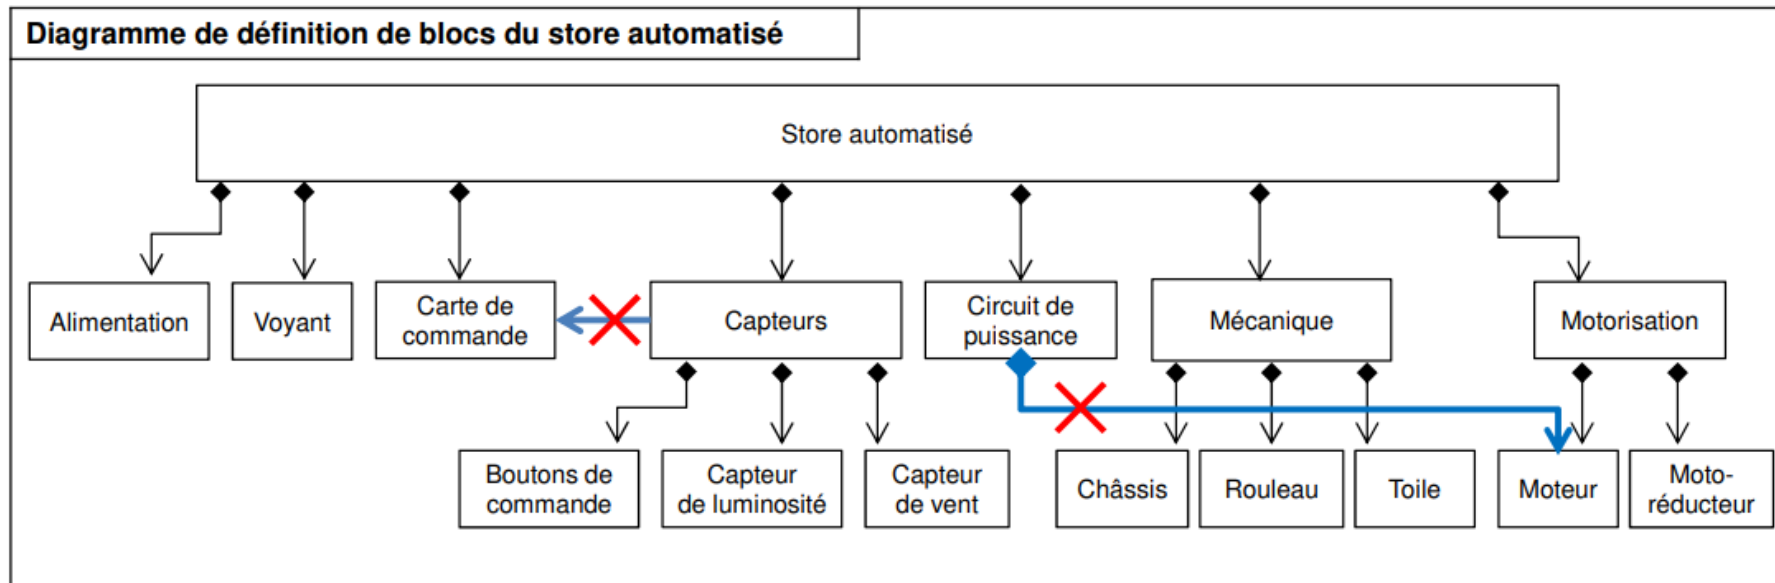 Diagramme de définition de blocs du store automatisé
Store automatisé
Alimentation
Voyant
Carte de
commande
Capteurs
Circuit de
puissance
Mécanique
Motorisation
Boutons de
commande
Capteur
de luminosité
Capteur
de vent
Châssis
Rouleau
Toile
Moteur
Moto-
réducteur